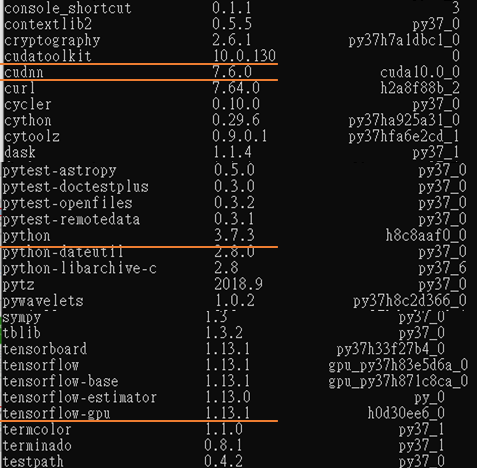 console_shortcut 0.1.1 3
contextlib2 0.5.5 py37_0
cryptography 2.6.1 py37h7a1dbc1_0
cudatoolkit 10.0.130 0
cudnn 7.6.0 cuda10.0_0
curl 7.64.0 h2a8f88b_2
cycler 0.10.0 py37_0
cython 0.29.6 py37ha925a31_0
cytoolz 0.9.0.1 py37hfa6e2cd_1
dask 1.1.4 py37_1
pytest-astropy 0.5.0 py37_0
pytest-doctestplus 0.3.0 py37_0
pytest-openfiles 0.3.2 py37_0
pytest-remotedata 0.3.1 py37_0
python 3.7.3 h8c8aaf0_0
python-dateutil 2.8.0 py37_0
python-libarchive-c 2.8 py37_6
pytz 2018.9 py37_0
pywavelets 1.0.2 py37h8c2d366_0
sympy 1.3 py37_0
tblib 1.3.2 py37_0
tensorboard 1.13.1 py37h33f27b4_0
tensorflow 1.13.1 gpu_py37h83e5d6a_0
tensorflow-base 1.13.1 gpu_py37h871c8ca_0
tensorflow-estimator 1.13.0 py_0
tensorflow-gpu 1.13.1 h0d30ee6_0
termcolor 1.1.0 py37_1
terminado 0.8.1 py37_1
testpath 0.4.2 py37_0